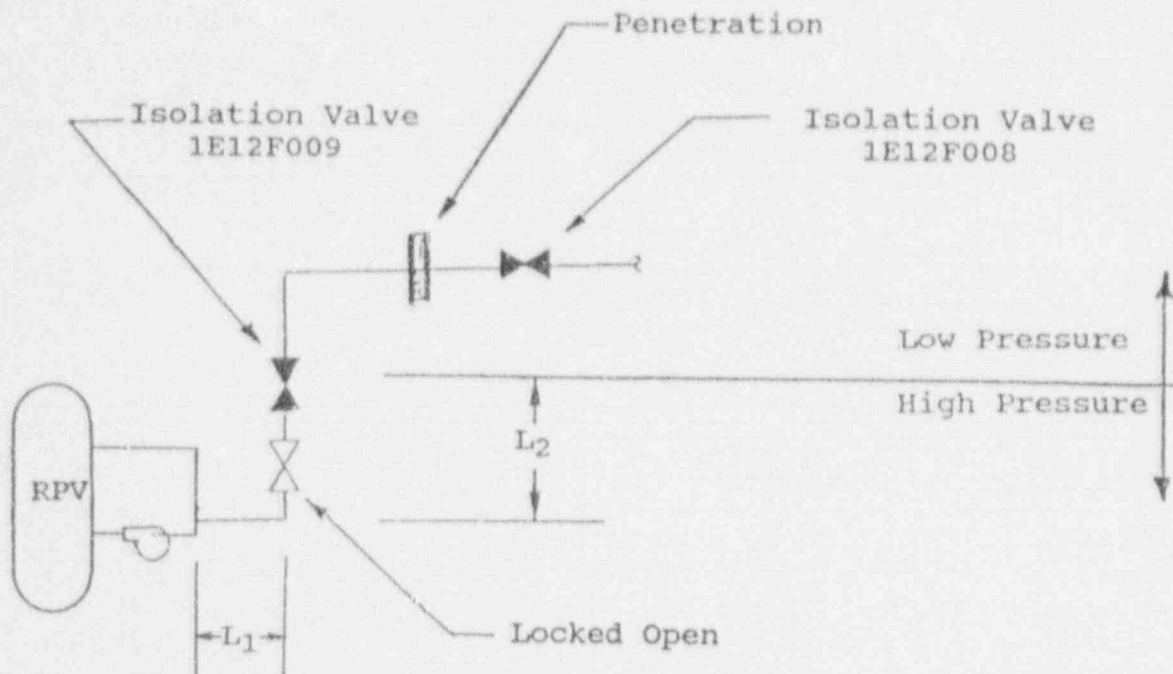 Penetration
Isolation Valve
1E12F009
Isolation Valve
1E12F008
Low Pressure
High Pressure
L2
RPV
L1
Locked Open